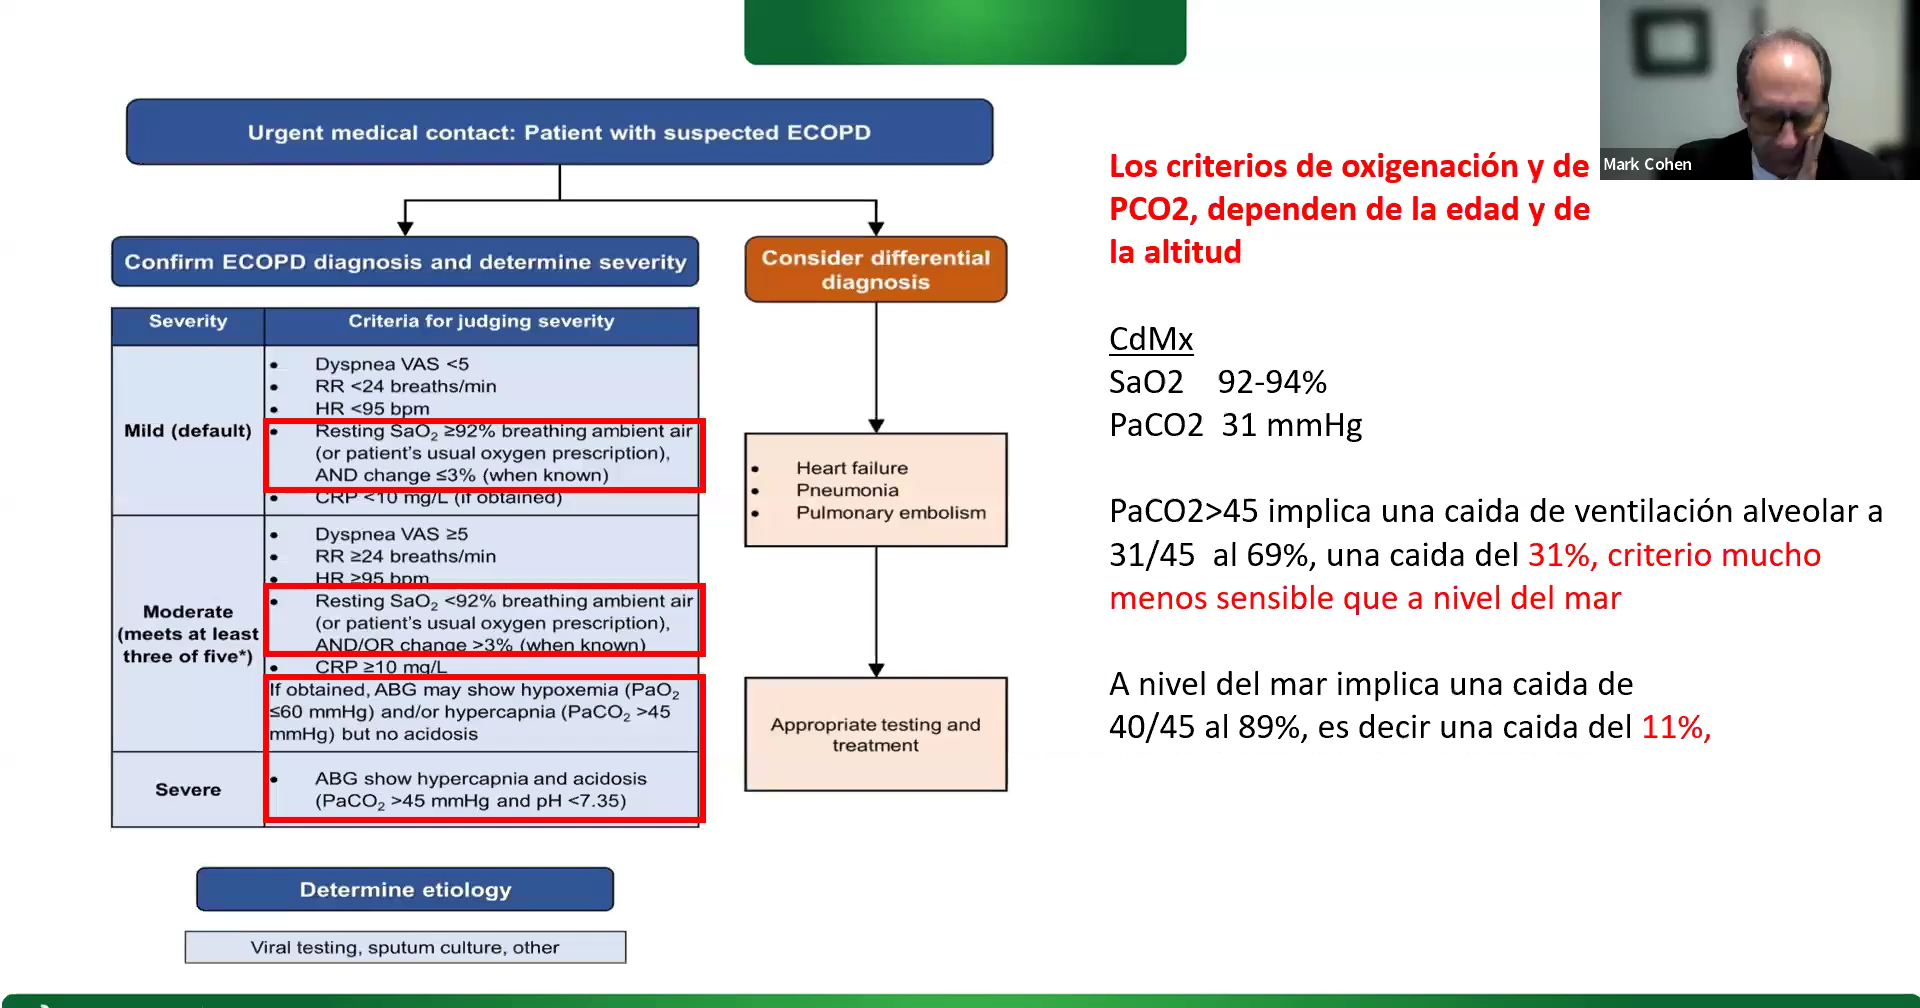 Urgent medical contact: Patient with suspected ECOPD
Confirm ECOPD diagnosis and determine severity
Severity
Criteria for judging severity
Mild (default)
• Dyspnea VAS <5
• RR <24 breaths/min
• HR <95 bpm
• Resting SaO₂ ≥92% breathing ambient air
(or patient's usual oxygen prescription),
AND change ≤3% (when known)
• CRP <10 mg/L (if obtained)
Moderate
(meets at least
three of five*)
• Dyspnea VAS ≥5
• RR ≥24 breaths/min
• HR ≥95 bpm
• Resting SaO₂ <92% breathing ambient air
(or patient's usual oxygen prescription),
AND/OR change >3% (when known)
• CRP ≥10 mg/L
If obtained, ABG may show hypoxemia (PaO₂
≤60 mmHg) and/or hypercapnia (PaCO₂ >45
mmHg) but no acidosis
Severe
• ABG show hypercapnia and acidosis
(PaCO₂ >45 mmHg and pH <7.35)
Determine etiology
Viral testing, sputum culture, other
Consider differential
diagnosis
• Heart failure
• Pneumonia
• Pulmonary embolism
Appropriate testing and
treatment
Los criterios de oxigenación y de
PCO2, dependen de la edad y de
la altitud
CdMx
SaO2 92-94%
PaCO2 31 mmHg
PaCO2>45 implica una caida de ventilación alveolar a
31/45 al 69%, una caida del 31%, criterio mucho
menos sensible que a nivel del mar
A nivel del mar implica una caida de
40/45 al 89%, es decir una caida del 11%,
Mark Cohen